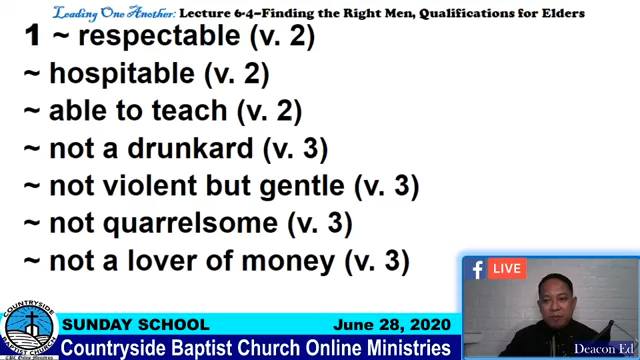 Leading One Another: Lecture 6-4–Finding the Right Men, Qualifications for Elders
1 ~ respectable (v. 2)
~ hospitable (v. 2)
~ able to teach (v. 2)
~ not a drunkard (v. 3)
~ not violent but gentle (v. 3)
~ not quarrelsome (v. 3)
~ not a lover of money (v. 3)
f LIVE
Deacon Ed
COUNTRYSIDE
BAPTIST CHURCH
SUNDAY SCHOOL June 28, 2020
Countryside Baptist Church Online Ministries